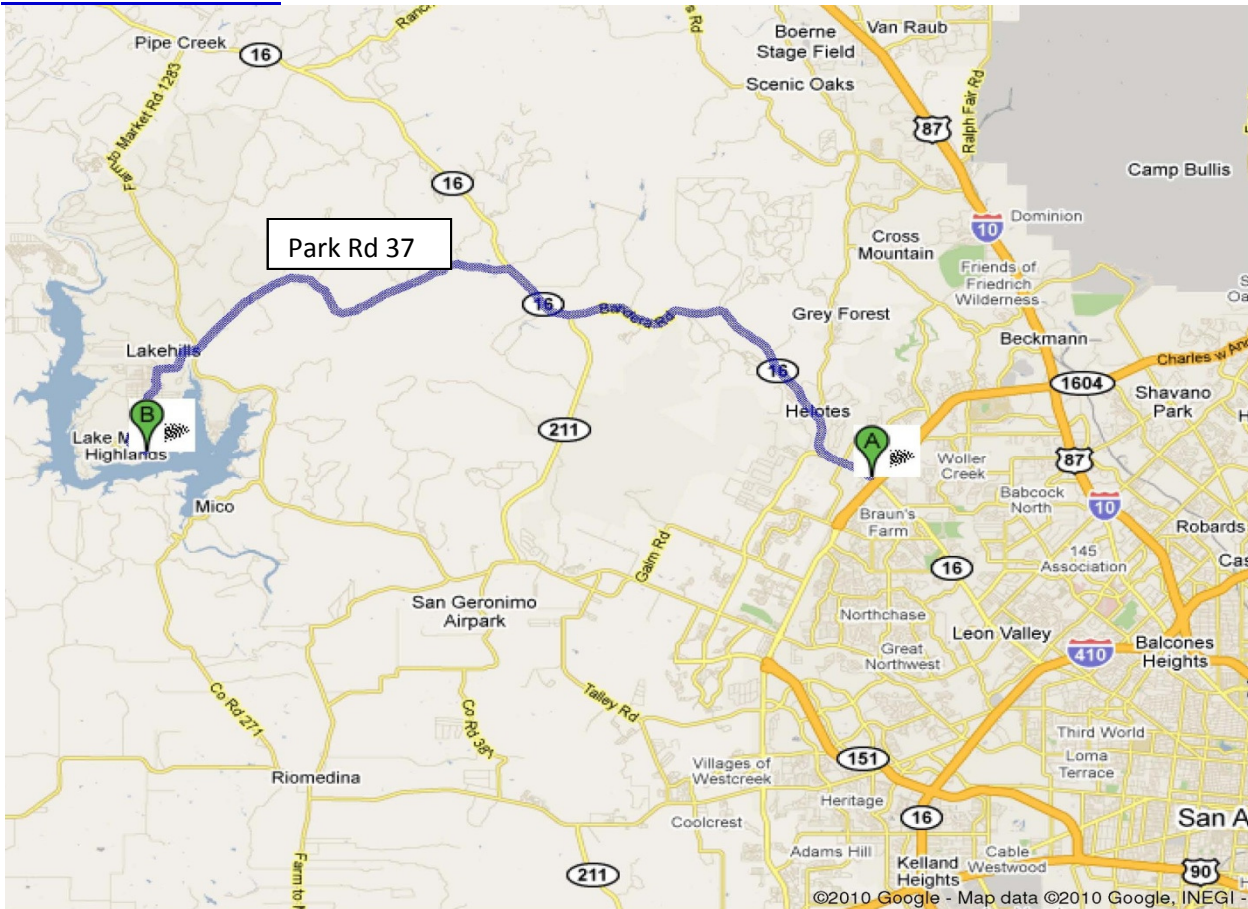 Pipe Creek
16
Ranch
s Rd
Boerne
Stage Field
Van Raub
Scenic Oaks
Ralph Fair Rd
87
Camp Bullis
Farm to Market Rd 1283
16
Park Rd 37
Dominion
10
Cross
Mountain
Friends of
Friedrich
Wilderness
16
Bandera Rd
Grey Forest
Beckmann
Charles w And
Lakehills
16
1604
Shavano
Park
Helotes
B
Lake M
Highlands
211
A
Woller
Creek
87
Mico
Babcock
North
10
Braun's
Farm
Robards
Galm Rd
16
145
Association
Cas
San Geronimo
Airpark
Northchase
Leon Valley
Great
Northwest
410
Balcones
Heights
Co Rd 271
Talley Rd
Co Rd 381
Third World
Loma
Terrace
Riomedina
Villages of
Westcreek
151
Heritage
16
San A
Coolcrest
Adams Hill
Cable
Westwood
Kelland
Heights
211
90
Farm to M
©2010 Google - Map data ©2010 Google, INEGI -